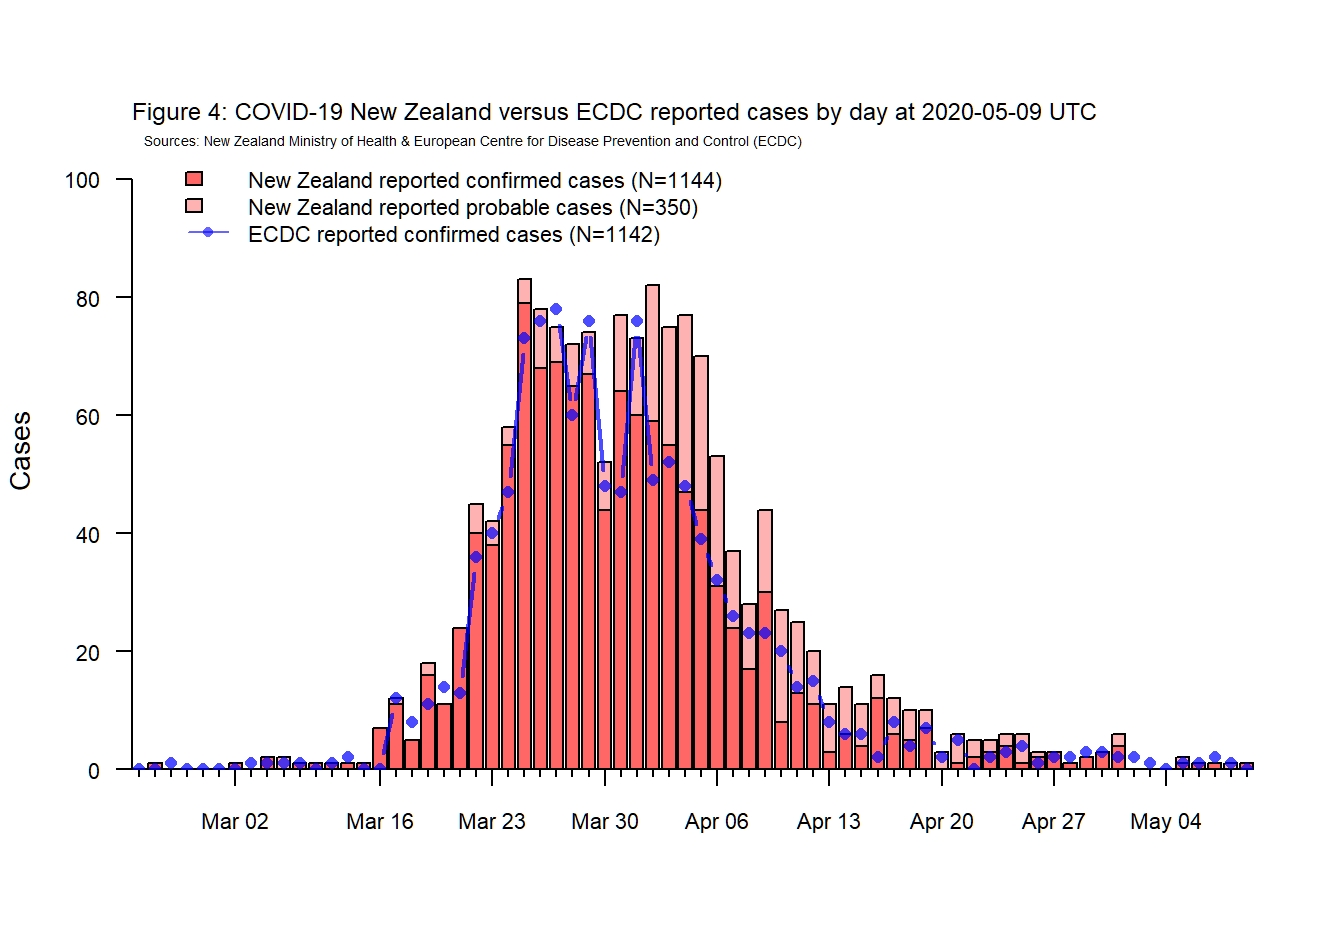 Figure 4: COVID-19 New Zealand versus ECDC reported cases by day at 2020-05-09 UTC
Sources: New Zealand Ministry of Health & European Centre for Disease Prevention and Control (ECDC)
New Zealand reported confirmed cases (N=1144)
New Zealand reported probable cases (N=350)
ECDC reported confirmed cases (N=1142)
Cases
100
80
60
40
20
0
Mar 02 Mar 16 Mar 23 Mar 30 Apr 06 Apr 13 Apr 20 Apr 27 May 04